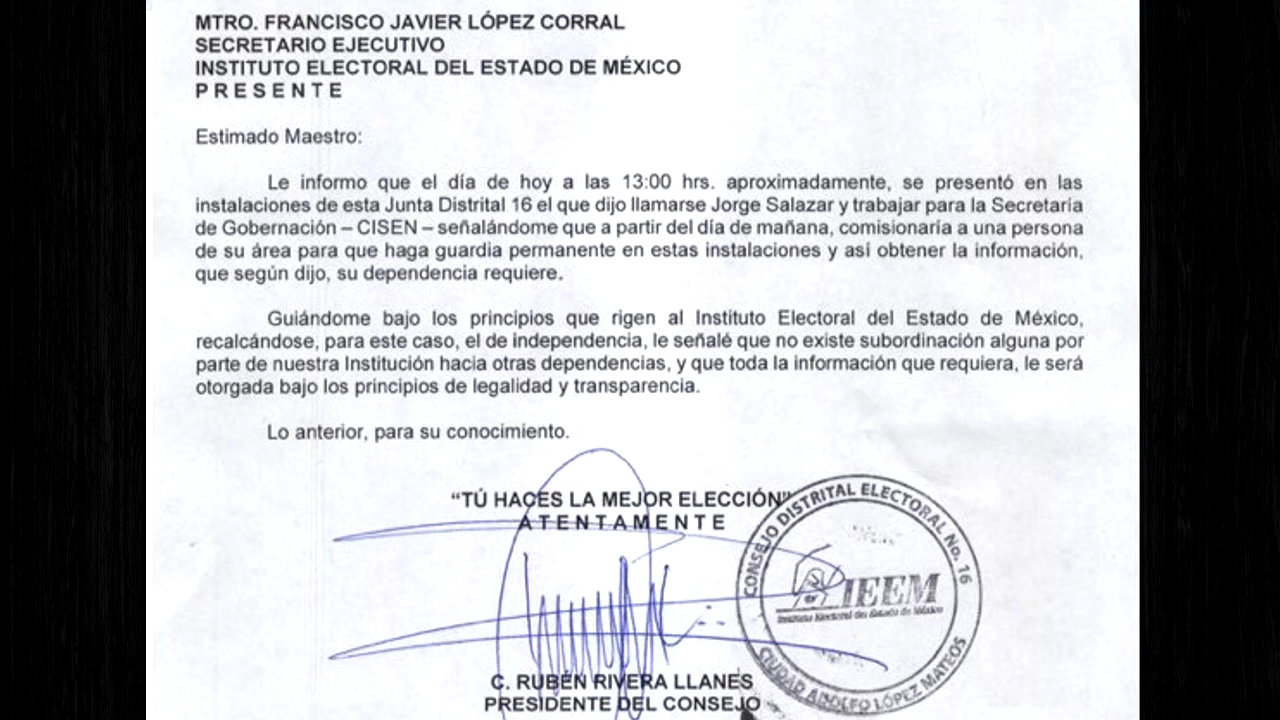 MTRO. FRANCISCO JAVIER LÓPEZ CORRAL
SECRETARIO EJECUTIVO
INSTITUTO ELECTORAL DEL ESTADO DE MÉXICO
P R E S E N T E
Estimado Maestro:
Le informo que el día de hoy a las 13:00 hrs. aproximadamente, se presentó en las
instalaciones de esta Junta Distrital 16 el que dijo llamarse Jorge Salazar y trabajar para la Secretaría
de Gobernación – CISEN – señalándome que a partir del día de mañana, comisionaría a una persona
de su área para que haga guardia permanente en estas instalaciones y así obtener la información,
que según dijo, su dependencia requiere.
Guiándome bajo los principios que rigen al Instituto Electoral del Estado de México,
recalcándose, para este caso, el de independencia, le señalé que no existe subordinación alguna por
parte de nuestra Institución hacia otras dependencias, y que toda la información que requiera, le será
otorgada bajo los principios de legalidad y transparencia.
Lo anterior, para su conocimiento.
“TÚ HACES LA MEJOR ELECCIÓN”
A T E N T A M E N T E
CONSEJO DISTRITAL ELECTORAL No. 16
IEEM
Instituto Electoral del Estado de México
CIUDAD ADOLFO LÓPEZ MATEOS
C. RUBÉN RIVERA LLANES
PRESIDENTE DEL CONSEJO